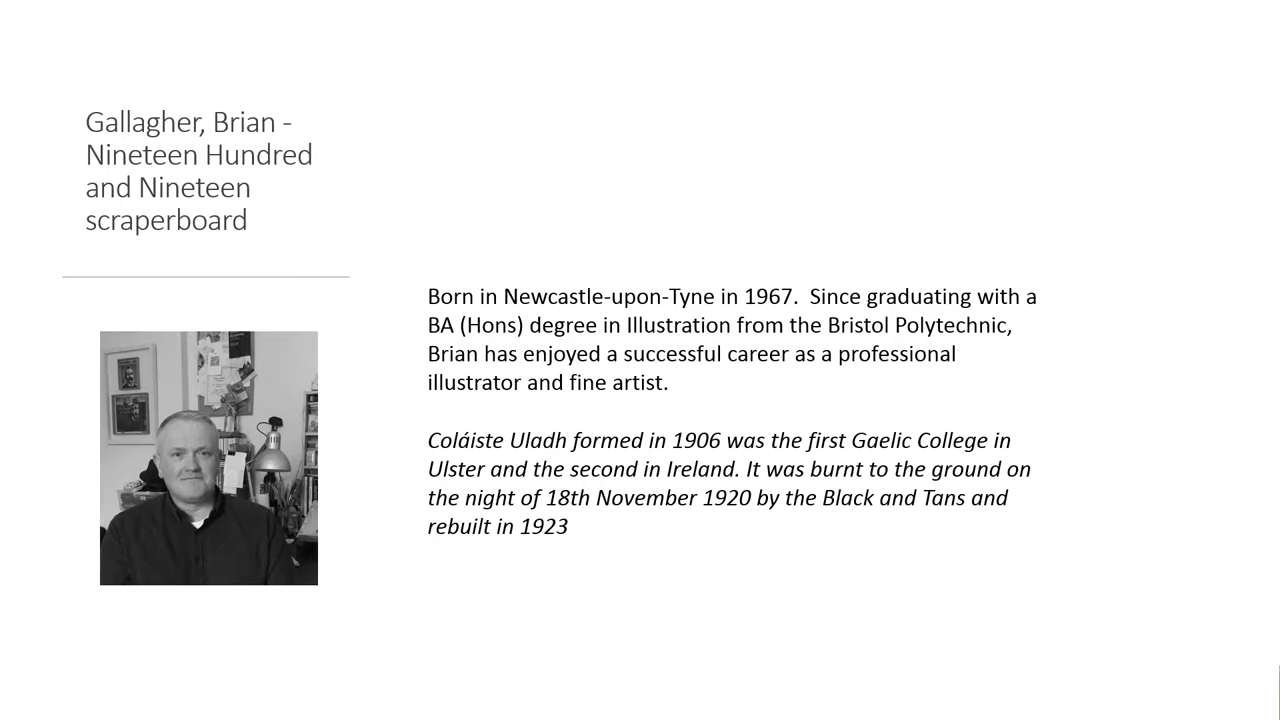 Gallagher, Brian -
Nineteen Hundred
and Nineteen
scraperboard
Born in Newcastle-upon-Tyne in 1967.  Since graduating with a
BA (Hons) degree in Illustration from the Bristol Polytechnic,
Brian has enjoyed a successful career as a professional
illustrator and fine artist.
Coláiste Uladh formed in 1906 was the first Gaelic College in
Ulster and the second in Ireland. It was burnt to the ground on
the night of 18th November 1920 by the Black and Tans and
rebuilt in 1923